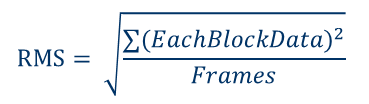 RMS = √(∑(EachBlockData)² / Frames)